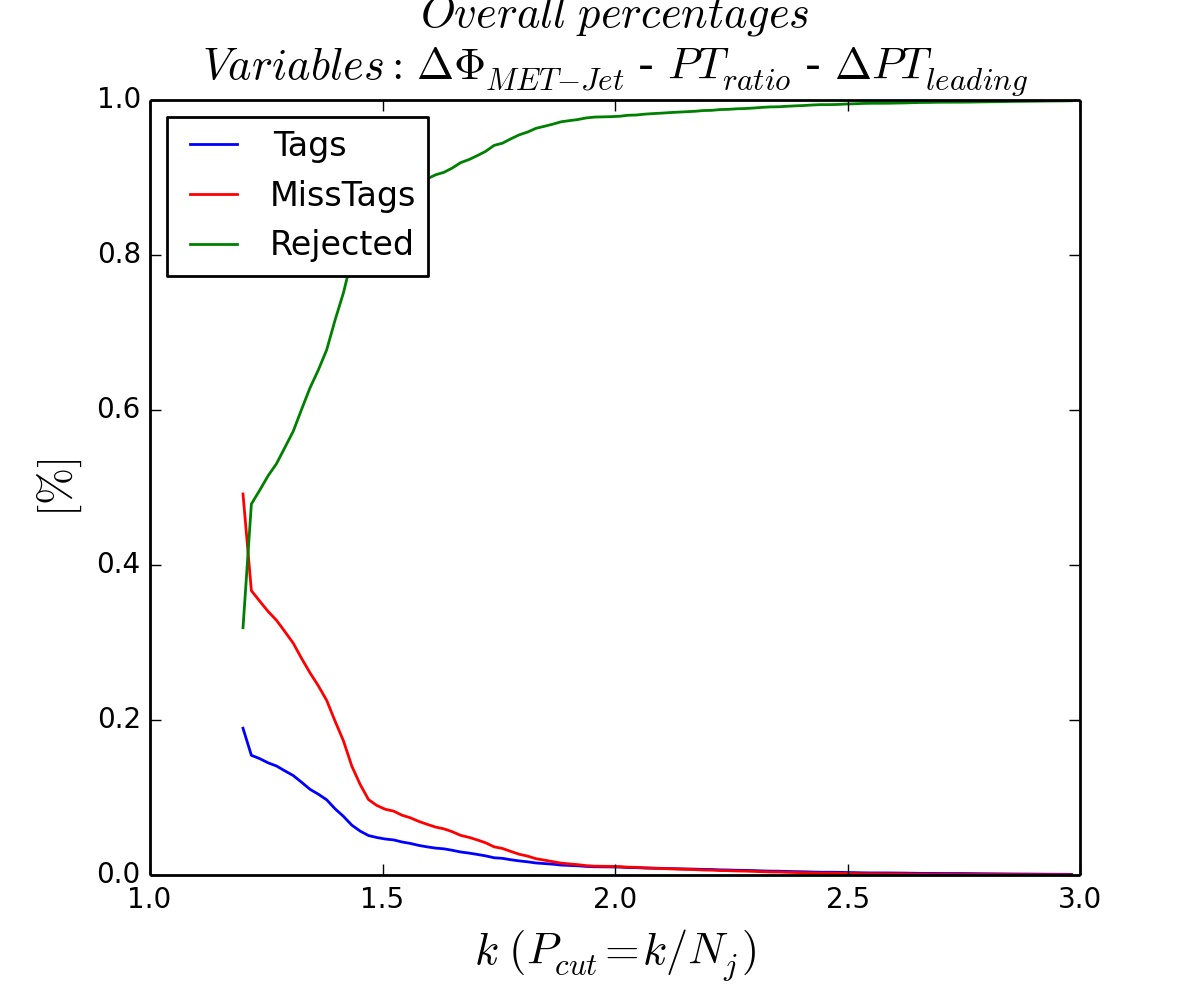 Overall percentages
Variables: ΔΦ_{MET−Jet} - PT_{ratio} - ΔPT_{leading}
1.0
Tags
MissTags
Rejected
0.8
0.6
[%]
0.4
0.2
0.0
1.0 1.5 2.0 2.5 3.0
k (P_{cut}=k/N_j)